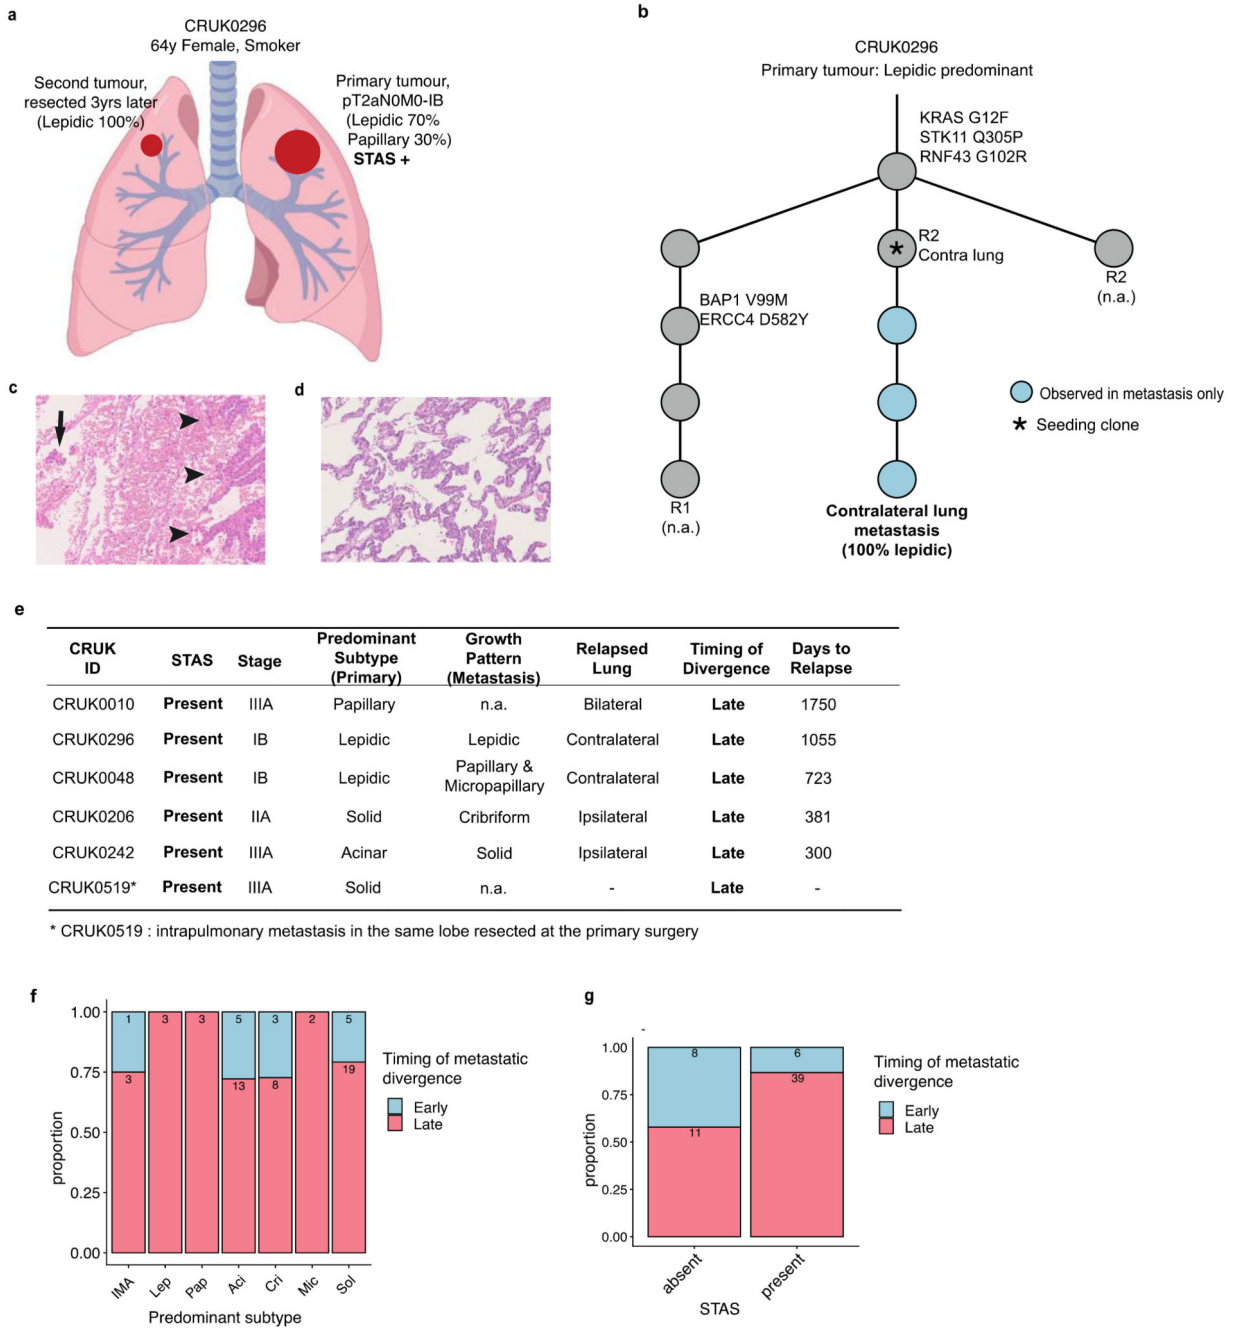 a
CRUK0296
64y Female, Smoker
Second tumour,
resected 3yrs later
(Lepidic 100%)
Primary tumour,
pT2aN0M0-IB
(Lepidic 70%
Papillary 30%)
STAS +
b
CRUK0296
Primary tumour: Lepidic predominant
KRAS G12F
STK11 Q305P
RNF43 G102R
R2
Contra lung
*
R2
(n.a.)
BAP1 V99M
ERCC4 D582Y
R1
(n.a.)
Contralateral lung
metastasis
(100% lepidic)
Observed in metastasis only
* Seeding clone
c
d
e
CRUK ID STAS Stage Predominant Subtype (Primary) Growth Pattern (Metastasis) Relapsed Lung Timing of Divergence Days to Relapse
CRUK0010 Present IIIA Papillary n.a. Bilateral Late 1750
CRUK0296 Present IB Lepidic Lepidic Contralateral Late 1055
CRUK0048 Present IB Lepidic Papillary & Micropapillary Contralateral Late 723
CRUK0206 Present IIA Solid Cribriform Ipsilateral Late 381
CRUK0242 Present IIIA Acinar Solid Ipsilateral Late 300
CRUK0519* Present IIIA Solid n.a. - Late -
* CRUK0519 : intrapulmonary metastasis in the same lobe resected at the primary surgery
f
proportion
1.00
0.75
0.50
0.25
0.00
1 3 3 5 3 2 5
3 13 8 19
IMA Lep Pap Aci Cri Mic Sol
Predominant subtype
Timing of metastatic
divergence
Early
Late
g
-
proportion
1.00
0.75
0.50
0.25
0.00
8 6
11 39
absent present
STAS
Timing of metastatic
divergence
Early
Late